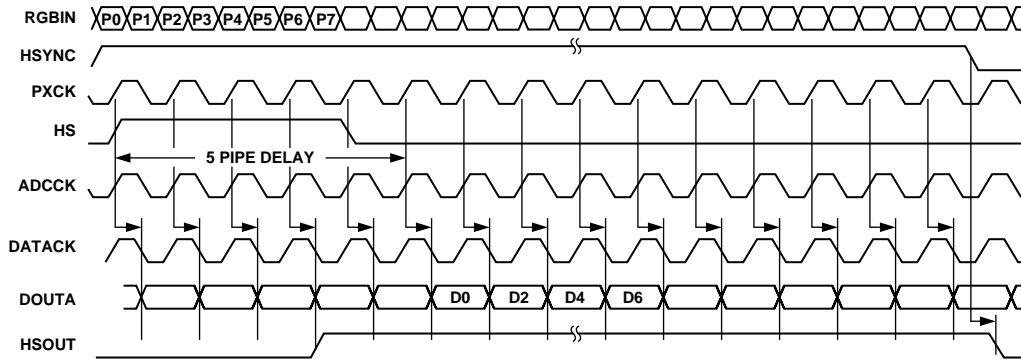 RGBIN P0 P1 P2 P3 P4 P5 P6 P7
HSYNC
PXCK
HS
5 PIPE DELAY
ADCCK
DATACK
DOUTA D0 D2 D4 D6
HSOUT